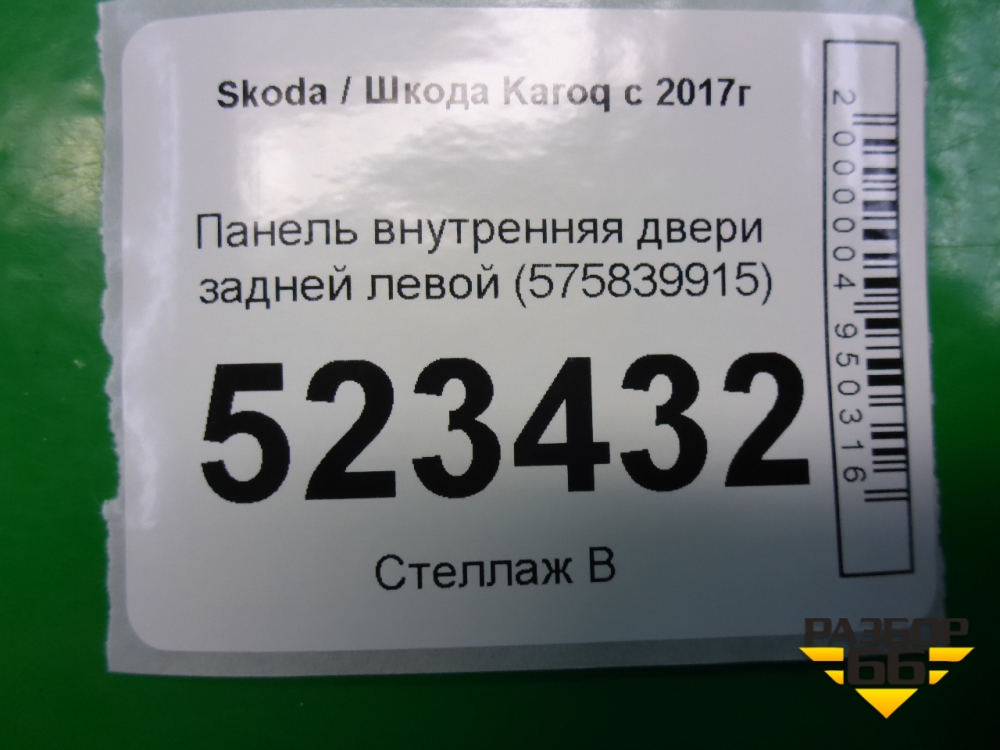 Skoda / Шкода Karoq с 2017г
Панель внутренняя двери
задней левой (575839915)
523432
Стеллаж В
2000004950316
РАЗБОР
66